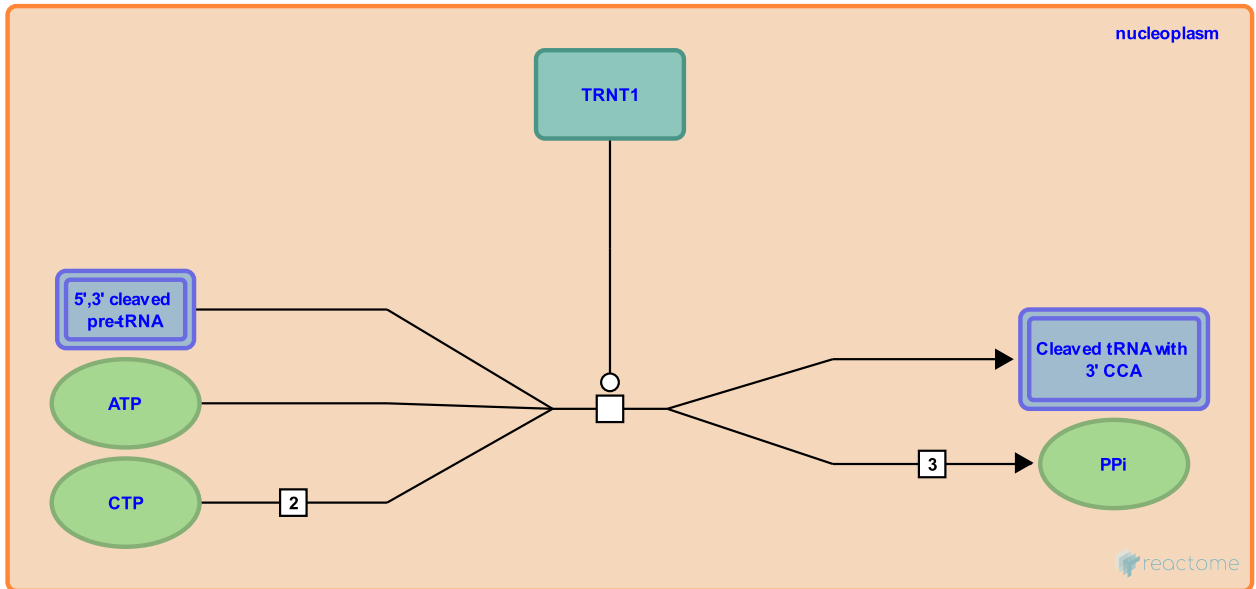 nucleoplasm
TRNT1
5',3' cleaved
pre-tRNA
ATP
CTP
2
Cleaved tRNA with
3' CCA
3
PPi
reactome